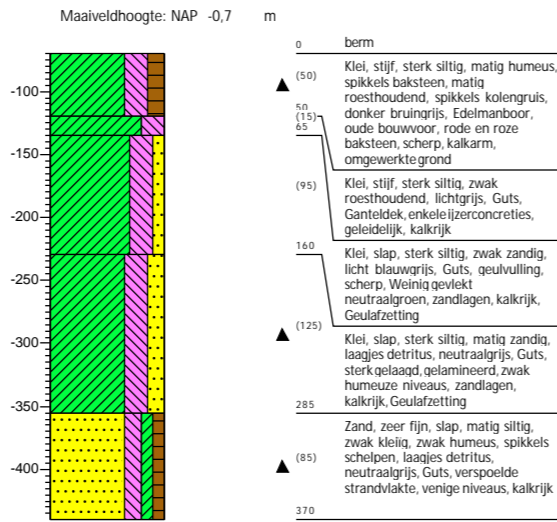 Maaiveldhoogte: NAP -0,7 m
0 berm
(50) Klei, stijf, sterk siltig, matig humeus,
spikkels baksteen, matig
roesthoudend, spikkels kolengruis,
donker bruingrijs, Edelmanboor,
oude bouwvoor, rode en roze
baksteen, scherp, kalkarm,
omgewerkte grond
50
(15)
65
(95) Klei, stijf, sterk siltig, zwak
roesthoudend, lichtgrijs, Guts,
Ganteldek, enkele ijzerconcreties,
geleidelijk, kalkrijk
160 Klei, slap, sterk siltig, zwak zandig,
licht blauwgrijs, Guts, geulvulling,
scherp, Weinig gevlekt
neutraalgroen, zandlagen, kalkrijk,
Geulafzetting
(125) Klei, slap, sterk siltig, matig zandig,
laagjes detritus, neutraalgrijs, Guts,
sterk gelaagd, gelamineerd, zwak
humeuze niveaus, zandlagen,
kalkrijk, Geulafzetting
285
(85) Zand, zeer fijn, slap, matig siltig,
zwak kleiig, zwak humeus, spikkels
schelpen, laagjes detritus,
neutraalgrijs, Guts, verspoelde
strandvlakte, venige niveaus, kalkrijk
370
-100
-150
-200
-250
-300
-350
-400